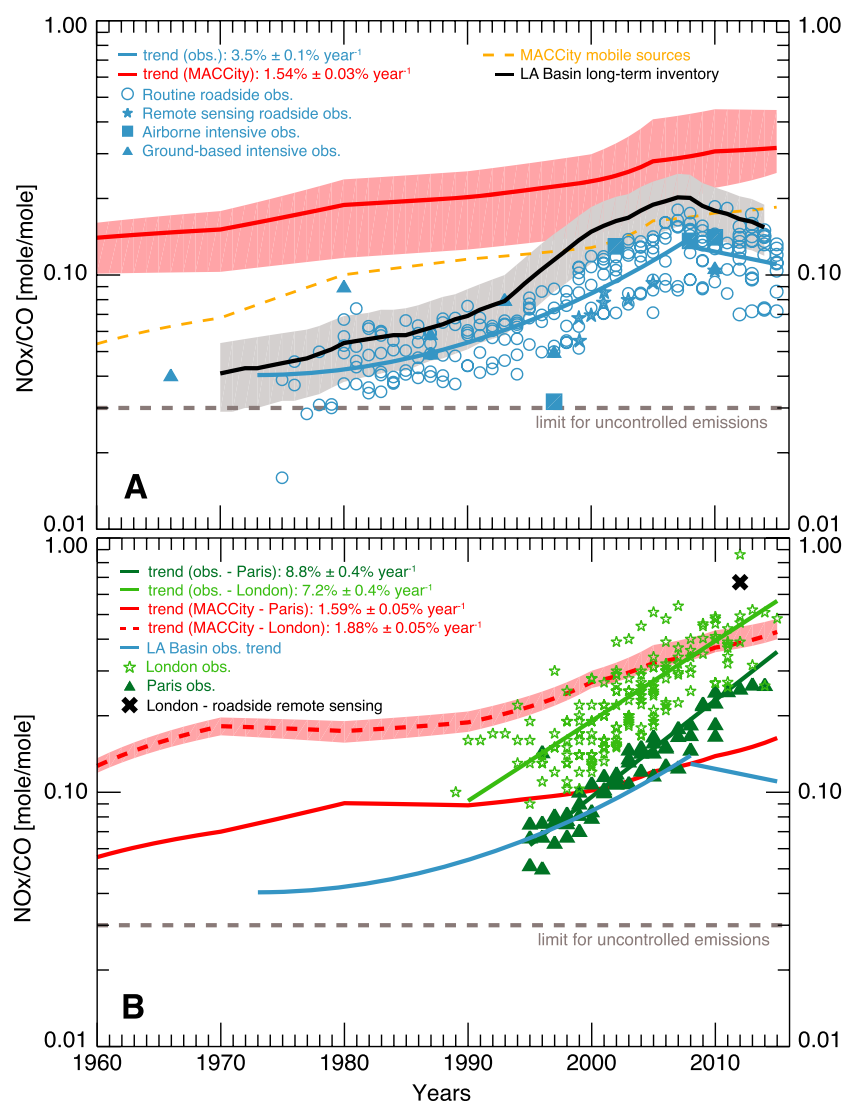 1.00
1.00
trend (obs.): 3.5% ± 0.1% year⁻¹
MACCity mobile sources
trend (MACCity): 1.54% ± 0.03% year⁻¹
LA Basin long-term inventory
Routine roadside obs.
Remote sensing roadside obs.
Airborne intensive obs.
Ground-based intensive obs.
NOx/CO [mole/mole]
0.10
0.10
limit for uncontrolled emissions
A
0.01
0.01
1.00
1.00
trend (obs. - Paris): 8.8% ± 0.4% year⁻¹
trend (obs. - London): 7.2% ± 0.4% year⁻¹
trend (MACCity - Paris): 1.59% ± 0.05% year⁻¹
trend (MACCity - London): 1.88% ± 0.05% year⁻¹
LA Basin obs. trend
London obs.
Paris obs.
London - roadside remote sensing
NOx/CO [mole/mole]
0.10
0.10
limit for uncontrolled emissions
B
0.01
0.01
1960 1970 1980 1990 2000 2010
Years